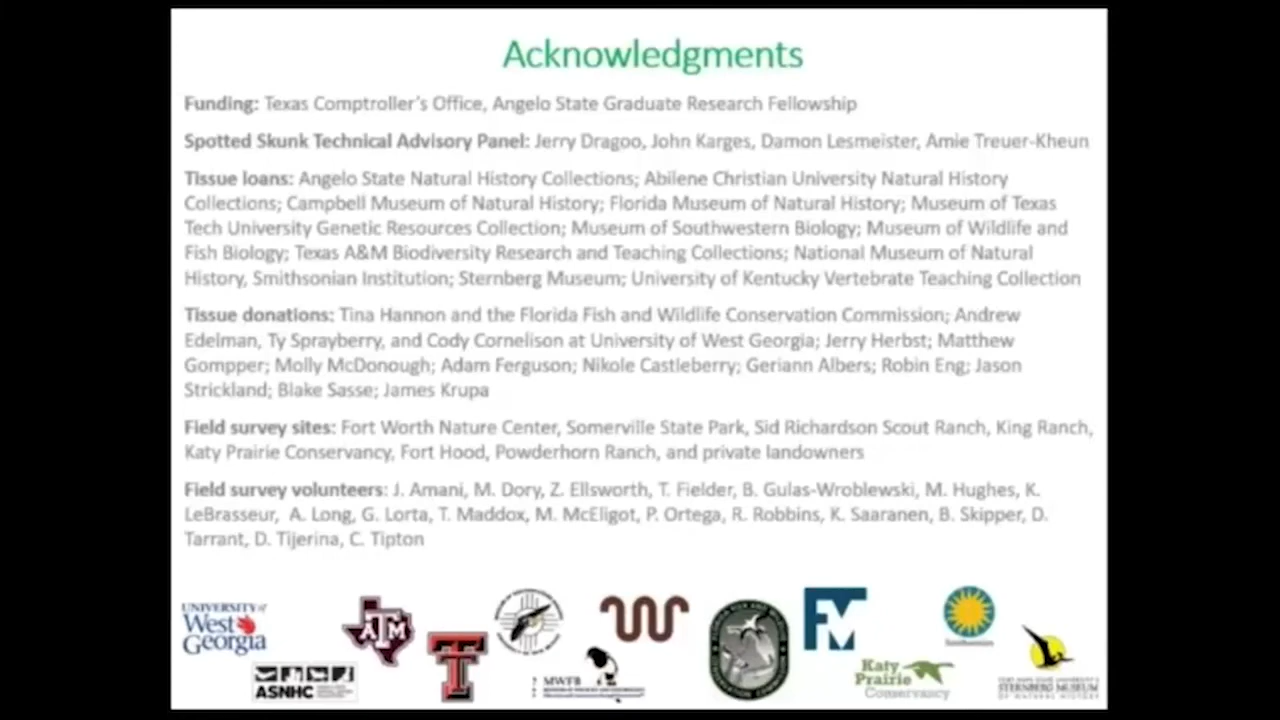 Acknowledgments
Funding: Texas Comptroller's Office, Angelo State Graduate Research Fellowship
Spotted Skunk Technical Advisory Panel: Jerry Dragoo, John Karges, Damon Lesmeister, Amie Treuer-Kheun
Tissue loans: Angelo State Natural History Collections; Abilene Christian University Natural History
Collections; Campbell Museum of Natural History; Florida Museum of Natural History; Museum of Texas
Tech University Genetic Resources Collection; Museum of Southwestern Biology; Museum of Wildlife and
Fish Biology; Texas A&M Biodiversity Research and Teaching Collections; National Museum of Natural
History, Smithsonian Institution; Sternberg Museum; University of Kentucky Vertebrate Teaching Collection
Tissue donations: Tina Hannon and the Florida Fish and Wildlife Conservation Commission; Andrew
Edelman, Ty Sprayberry, and Cody Cornelison at University of West Georgia; Jerry Herbst; Matthew
Gompper; Molly McDonough; Adam Ferguson; Nikole Castleberry; Geriann Albers; Robin Eng; Jason
Strickland; Blake Sasse; James Krupa
Field survey sites: Fort Worth Nature Center, Somerville State Park, Sid Richardson Scout Ranch, King Ranch,
Katy Prairie Conservancy, Fort Hood, Powderhorn Ranch, and private landowners
Field survey volunteers: J. Amani, M. Dory, Z. Ellsworth, T. Fielder, B. Gulas-Wroblewski, M. Hughes, K.
LeBrasseur, A. Long, G. Lorta, T. Maddox, M. McEligot, P. Ortega, R. Robbins, K. Saaranen, B. Skipper, D.
Tarrant, D. Tijerina, C. Tipton
UNIVERSITY of
West
Georgia
ASNHC
A T M
T
MWFB
FM
Katy
Prairie
Conservancy
Smithsonian
STERNBERG MUSEUM